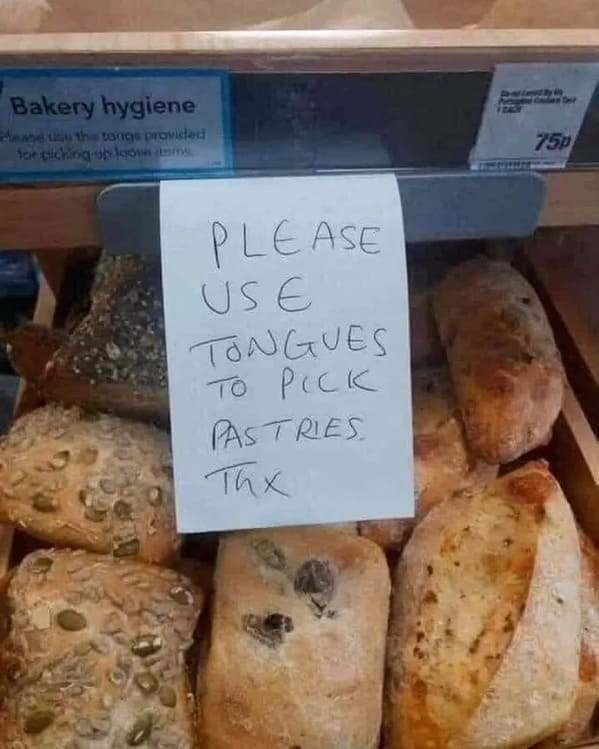 Bakery hygiene
Please use the tongs provided
for picking up loose items.
75p
PLEASE
USE
TONGUES
TO PICK
PASTRIES.
Thx